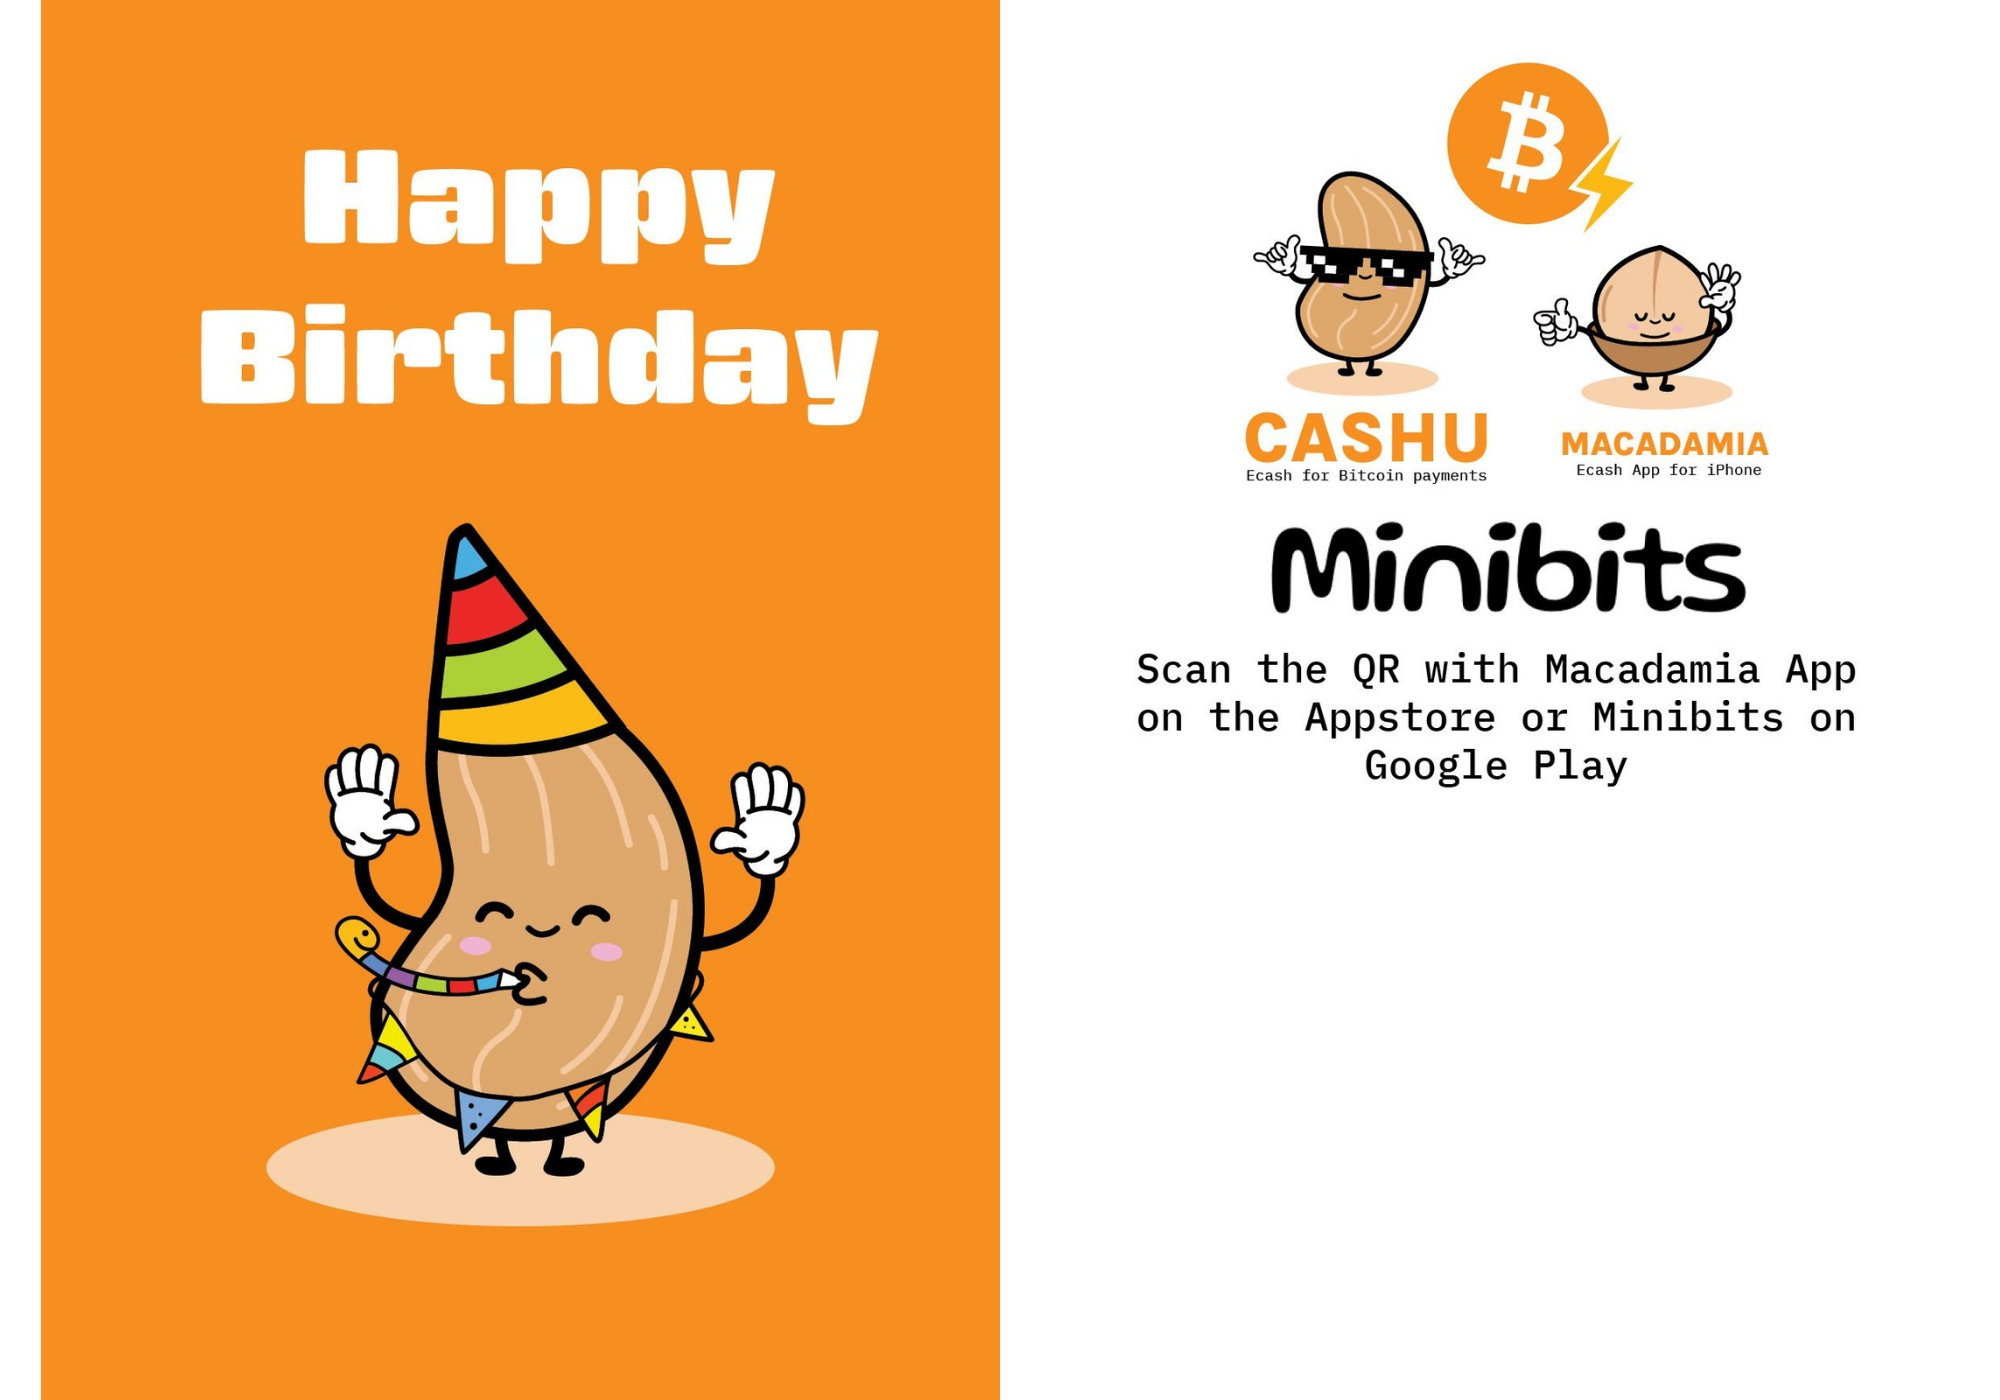 Happy
Birthday
CASHU
Ecash for Bitcoin payments
MACADAMIA
Ecash App for iPhone
Minibits
Scan the QR with Macadamia App
on the Appstore or Minibits on
Google Play